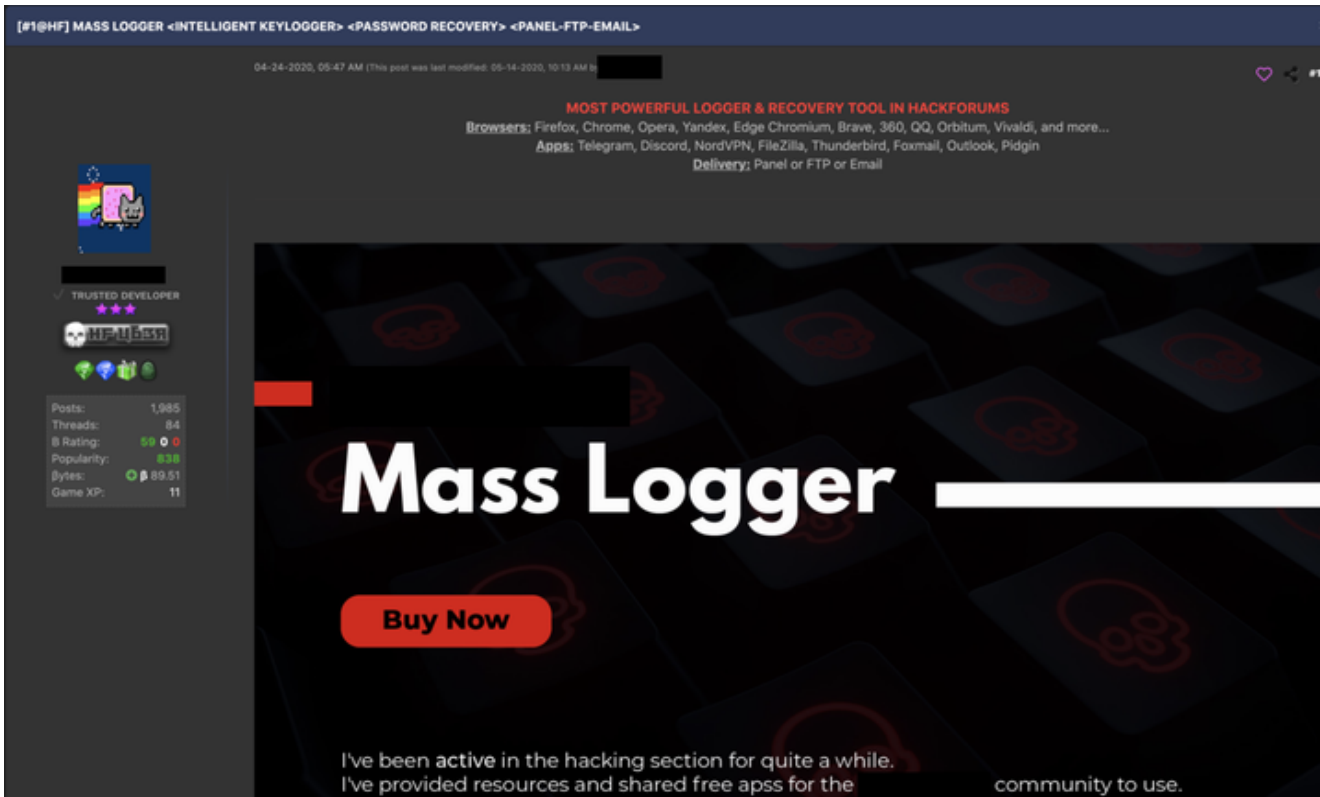 [#1@HF] MASS LOGGER <INTELLIGENT KEYLOGGER> <PASSWORD RECOVERY> <PANEL-FTP-EMAIL>
04-24-2020, 05:47 AM (This post was last modified: 05-14-2020, 10:13 AM by
#1
MOST POWERFUL LOGGER & RECOVERY TOOL IN HACKFORUMS
Browsers: Firefox, Chrome, Opera, Yandex, Edge Chromium, Brave, 360, QQ, Orbitum, Vivaldi, and more...
Apps: Telegram, Discord, NordVPN, FileZilla, Thunderbird, Foxmail, Outlook, Pidgin
Delivery: Panel or FTP or Email
TRUSTED DEVELOPER
Posts: 1,985
Threads: 84
B Rating: 59 0 0
Popularity: 838
βytes: β 89.51
Game XP: 11
Mass Logger
Buy Now
I've been active in the hacking section for quite a while.
I've provided resources and shared free apss for the community to use.